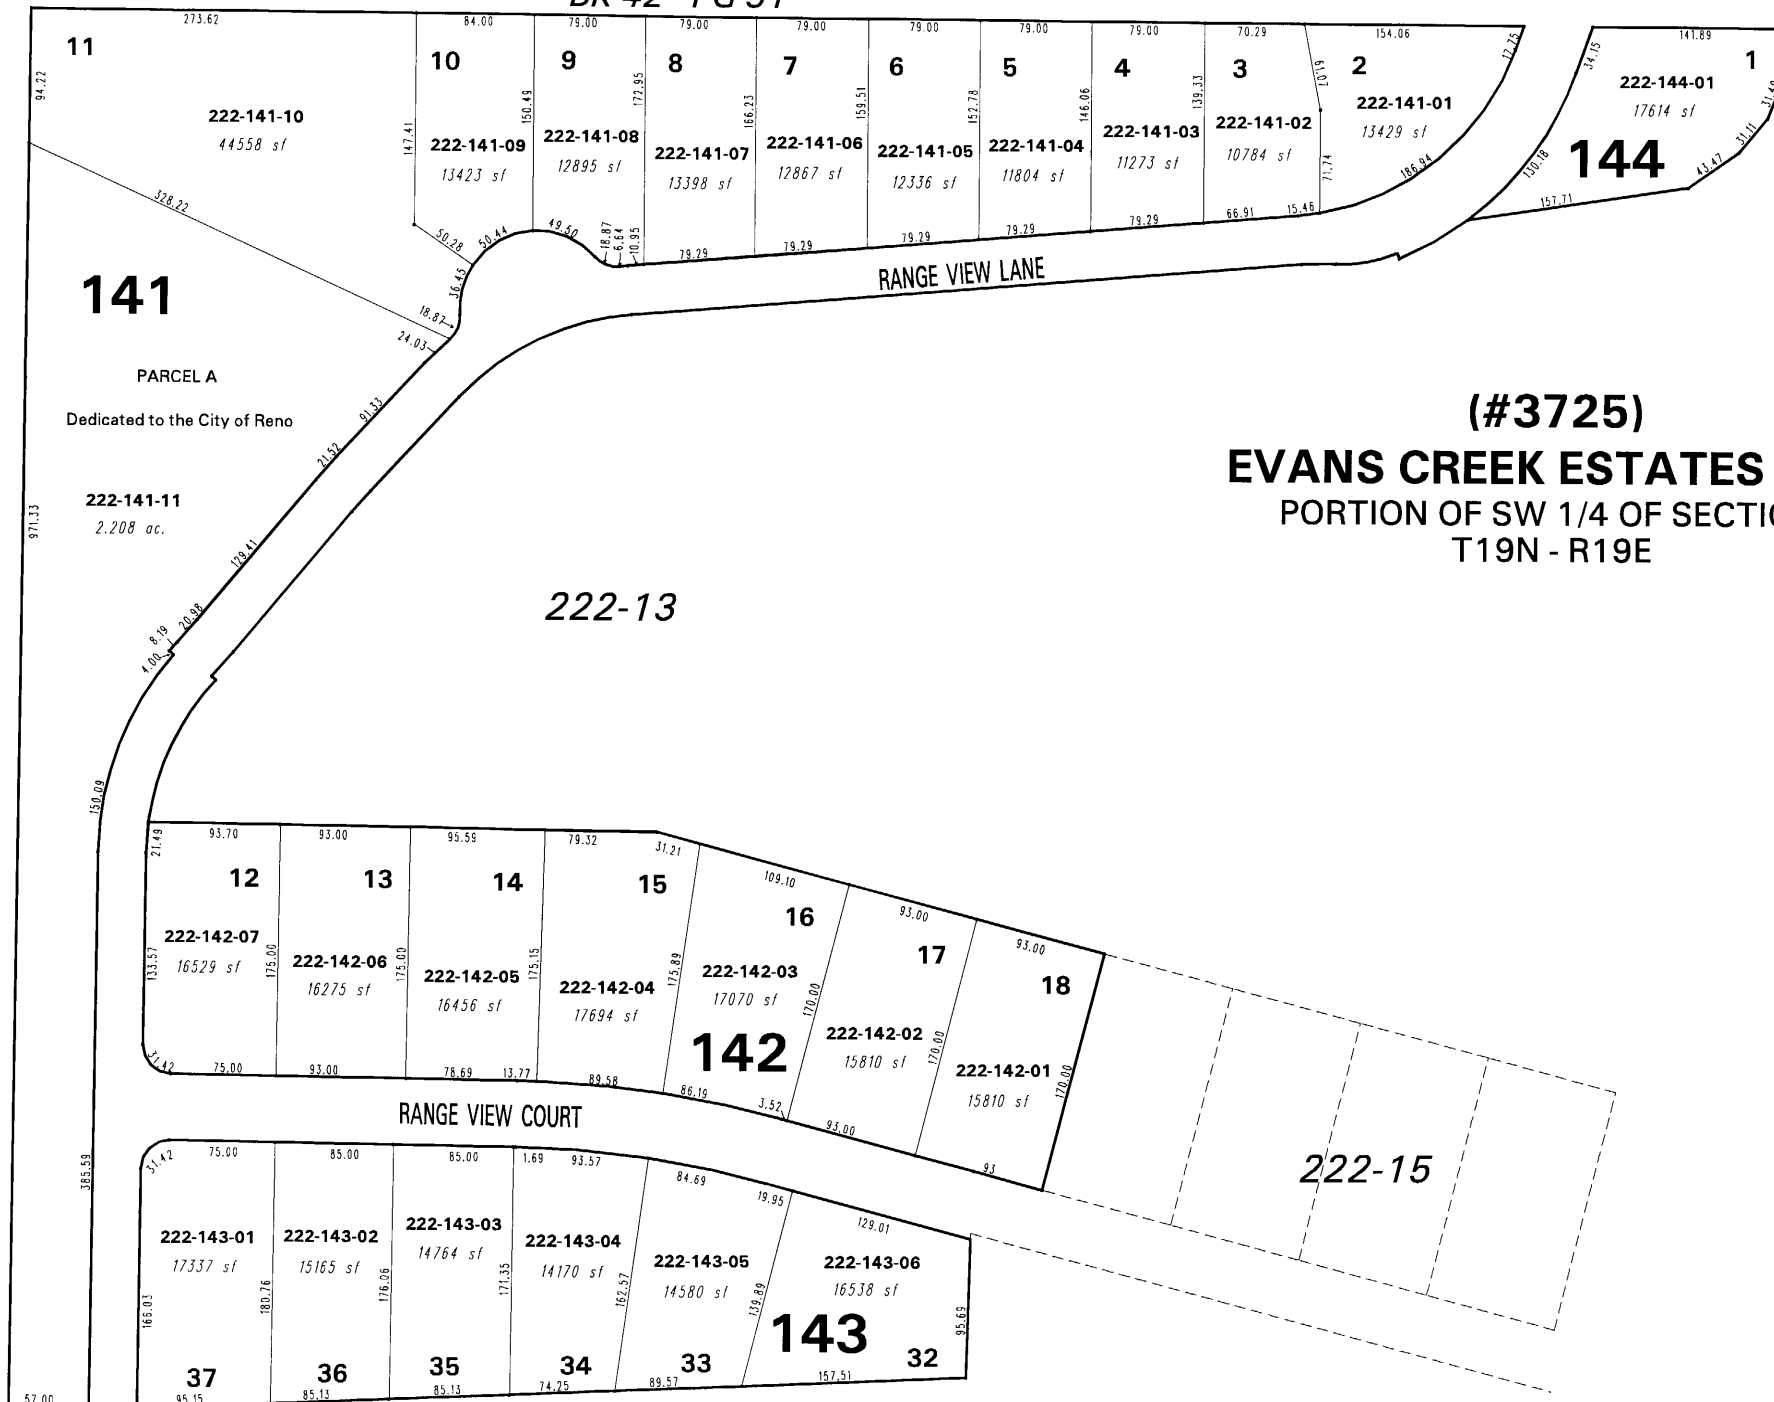 273.62 84.00 79.00 79.00 79.00 79.00 79.00 79.00 70.29 154.06 141.89
11 10 9 8 7 6 5 4 3 2 1
94.22 147.41 150.49 172.95 166.23 159.51 152.78 146.06 139.33 61.07 71.74 17.75 34.15
222-141-10
44558 sf
222-141-09
13423 sf
222-141-08
12895 sf
222-141-07
13398 sf
222-141-06
12867 sf
222-141-05
12336 sf
222-141-04
11804 sf
222-141-03
11273 sf
222-141-02
10784 sf
222-141-01
13429 sf
222-144-01
17614 sf
144
31.11
43.47
157.71
130.18
186.94
15.46
66.91
79.29 79.29 79.29 79.29 79.29
10.95
6.64
18.87
49.50
50.44
50.28
36.45
18.87
24.03
328.22
RANGE VIEW LANE
141
PARCEL A
Dedicated to the City of Reno
222-141-11
2.208 ac.
971.33
91.33
21.52
129.41
20.98
8.19
4.00
150.09
385.59
57.00
(#3725)
EVANS CREEK ESTATES
PORTION OF SW 1/4 OF
T19N - R19E
222-13
93.70 93.00 95.59 79.32 31.21 109.10 93.00 93.00
21.49
12 13 14 15 16 17 18
222-142-07
16529 sf
222-142-06
16275 sf
222-142-05
16456 sf
222-142-04
17694 sf
222-142-03
17070 sf
222-142-02
15810 sf
222-142-01
15810 sf
133.57 175.00 175.00 175.15 175.89 170.00 170.00 170.00
142
31.42 75.00 93.00 78.69 13.77 89.58 86.19 3.52 93.00 93
RANGE VIEW COURT
222-15
31.42 75.00 85.00 85.00 1.69 93.57 84.69 19.95 129.01
222-143-01
17337 sf
222-143-02
15165 sf
222-143-03
14764 sf
222-143-04
14170 sf
222-143-05
14580 sf
222-143-06
16538 sf
166.03 180.76 176.06 171.35 162.57 139.89 95.69
143
37 36 35 34 33 32
95.15 85.13 85.13 74.25 89.57 157.51